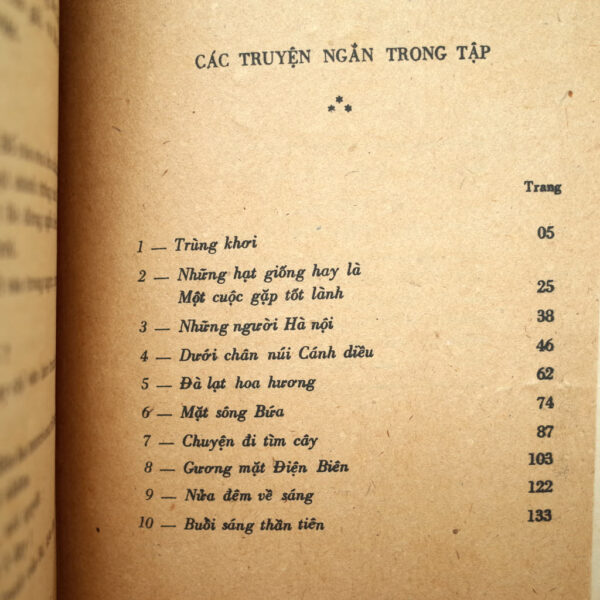 CÁC TRUYỆN NGẮN TRONG TẬP
Trang
1 — Trùng khơi 05
2 — Những hạt giống hay là
Một cuộc gặp tốt lành 25
3 — Những người Hà nội 38
4 — Dưới chân núi Cánh diều 46
5 — Đà lạt hoa hương 62
6 — Mặt sông Bứa 74
7 — Chuyện đi tìm cây 87
8 — Gương mặt Điện Biên 103
9 — Nửa đêm về sáng 122
10 — Buổi sáng thần tiên 133